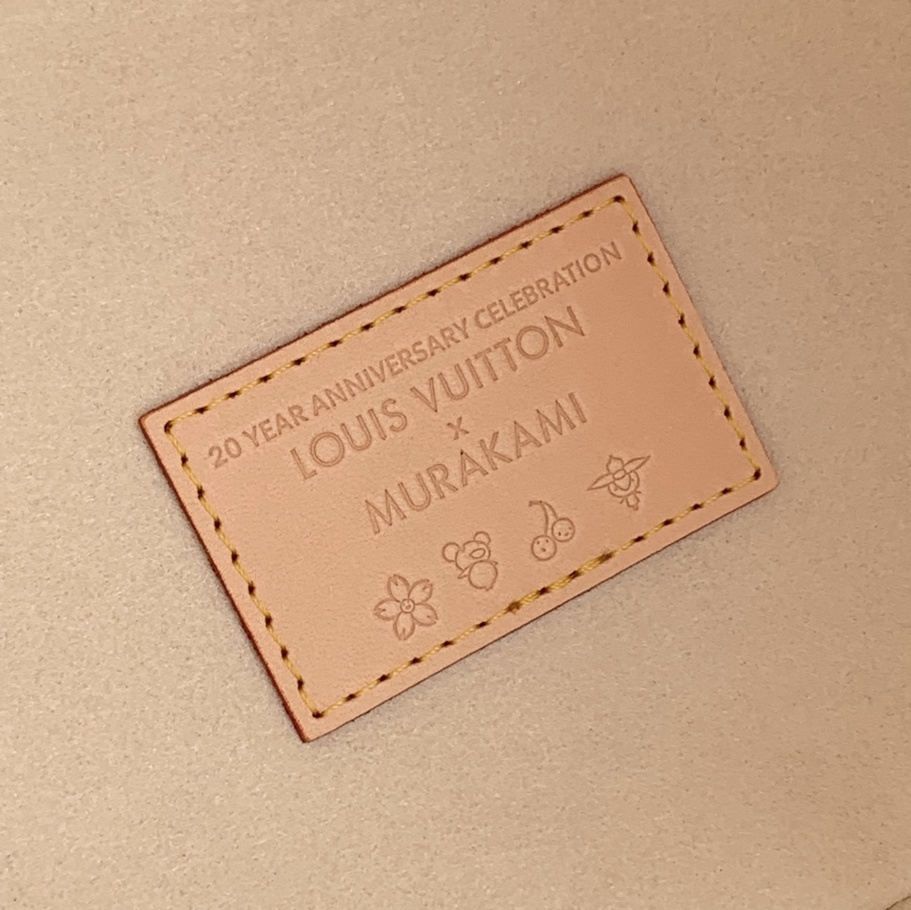 20 YEAR ANNIVERSARY CELEBRATION
LOUIS VUITTON
x
MURAKAMI